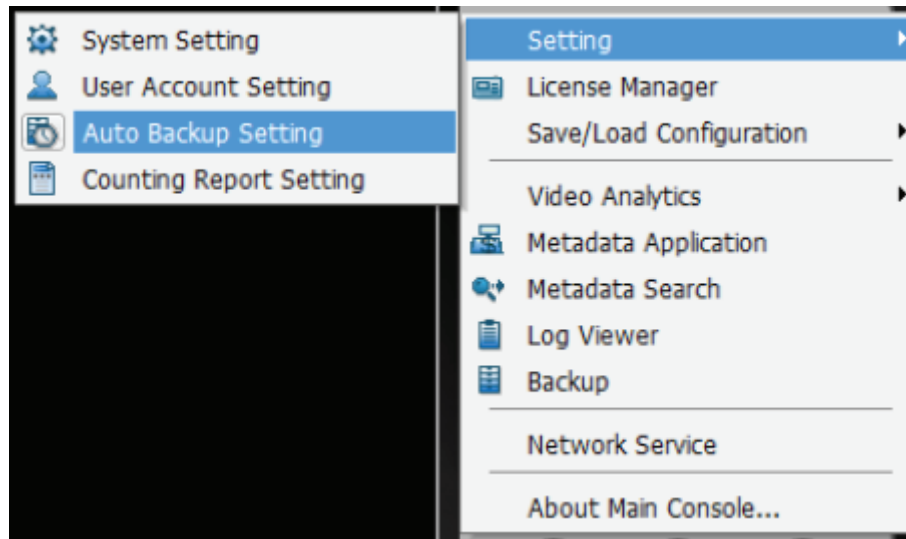 System Setting
User Account Setting
Auto Backup Setting
Counting Report Setting
Setting
License Manager
Save/Load Configuration
Video Analytics
Metadata Application
Metadata Search
Log Viewer
Backup
Network Service
About Main Console...